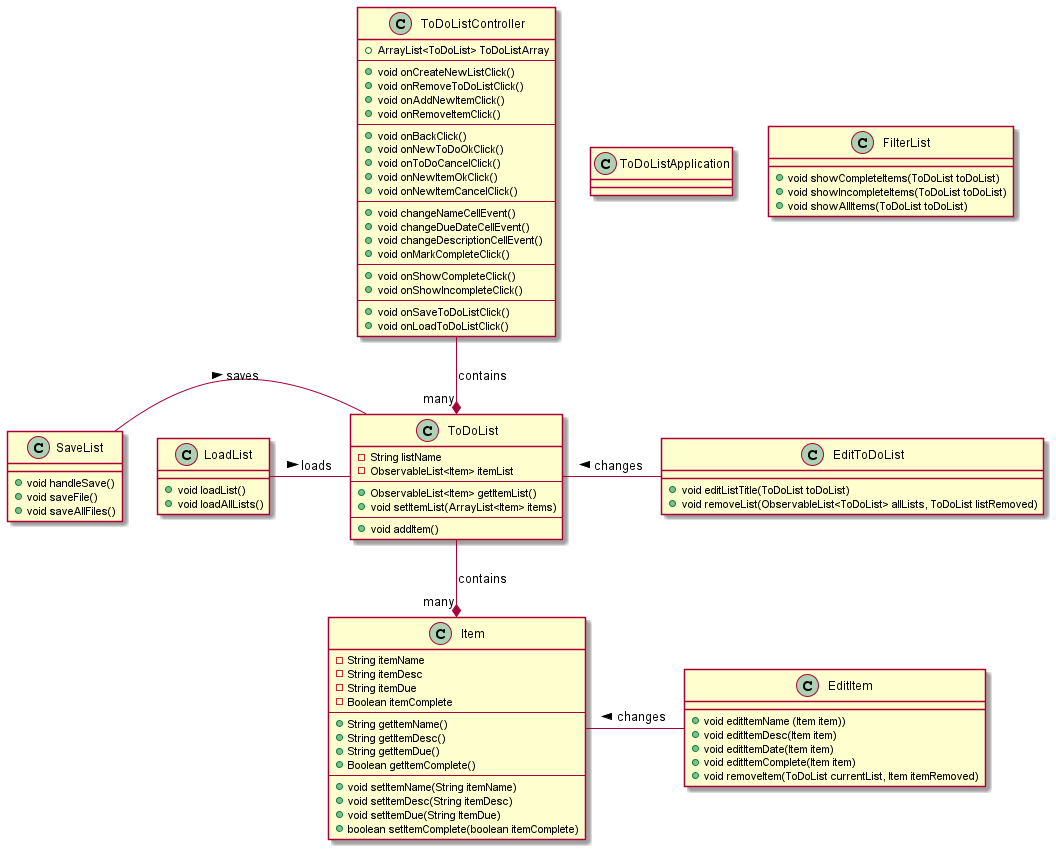 C ToDoListController
ArrayList<ToDoList> ToDoListArray
void onCreateNewListClick()
void onRemoveToDoListClick()
void onAddNewItemClick()
void onRemoveItemClick()
void onBackClick()
void onNewToDoOkClick()
void onToDoCancelClick()
void onNewItemOkClick()
void onNewItemCancelClick()
void changeNameCellEvent()
void changeDueDateCellEvent()
void changeDescriptionCellEvent()
void onMarkCompleteClick()
void onShowCompleteClick()
void onShowIncompleteClick()
void onSaveToDoListClick()
void onLoadToDoListClick()
C ToDoListApplication
C FilterList
void showCompleteItems(ToDoList toDoList)
void showIncompleteItems(ToDoList toDoList)
void showAllItems(ToDoList toDoList)
contains
many
saves
C SaveList
void handleSave()
void saveFile()
void saveAllFiles()
C LoadList
void loadList()
void loadAllLists()
loads
C ToDoList
String listName
ObservableList<Item> itemList
ObservableList<Item> getItemList()
void setItemList(ArrayList<Item> items)
void addItem()
changes
C EditToDoList
void editListTitle(ToDoList toDoList)
void removeList(ObservableList<ToDoList> allLists, ToDoList listRemoved)
contains
many
C Item
String itemName
String itemDesc
String itemDue
Boolean itemComplete
String getItemName()
String getItemDesc()
String getItemDue()
Boolean getItemComplete()
void setItemName(String itemName)
void setItemDesc(String itemDesc)
void setItemDue(String ItemDue)
boolean setItemComplete(boolean itemComplete)
changes
C EditItem
void editItemName (Item item))
void editItemDesc(Item item)
void editItemDate(Item item)
void editItemComplete(Item item)
void removeItem(ToDoList currentList, Item itemRemoved)